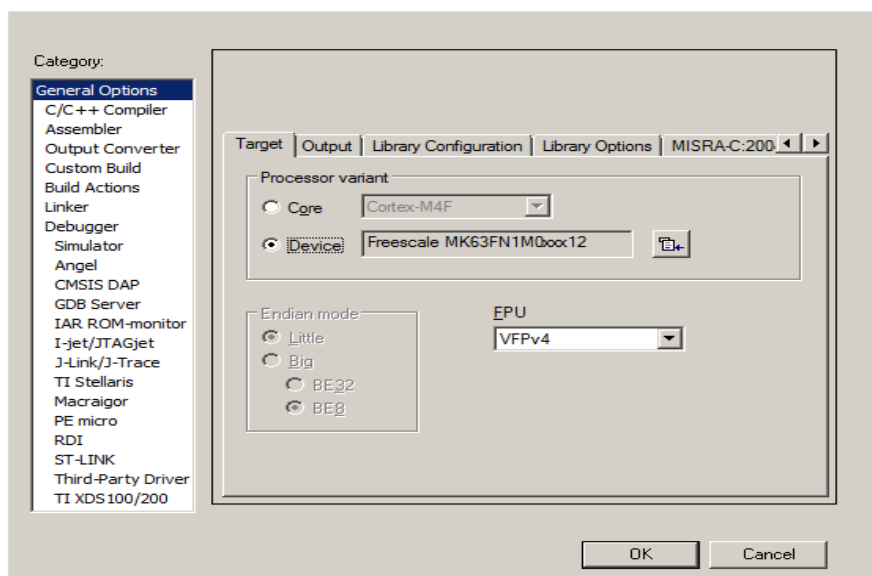 Category:
General Options
C/C++ Compiler
Assembler
Output Converter
Custom Build
Build Actions
Linker
Debugger
Simulator
Angel
CMSIS DAP
GDB Server
IAR ROM-monitor
I-jet/JTAGjet
J-Link/J-Trace
TI Stellaris
Macraigor
PE micro
RDI
ST-LINK
Third-Party Driver
TI XDS100/200
Target Output Library Configuration Library Options MISRA-C:200
Processor variant
Core Cortex-M4F
Device Freescale MK63FN1M0xxx12
Endian mode
Little
Big
BE32
BE8
FPU
VFPv4
OK Cancel